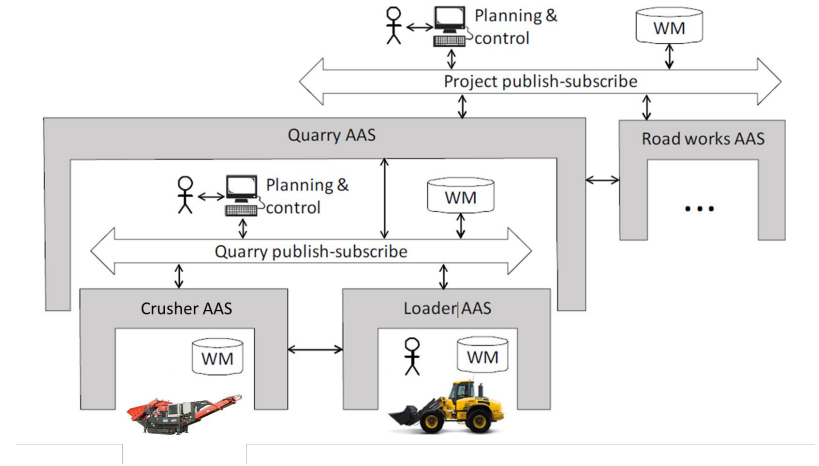 Planning &
control
WM
Project publish-subscribe
Quarry AAS
Road works AAS
Planning &
control
WM
...
Quarry publish-subscribe
Crusher AAS
Loader AAS
WM
WM